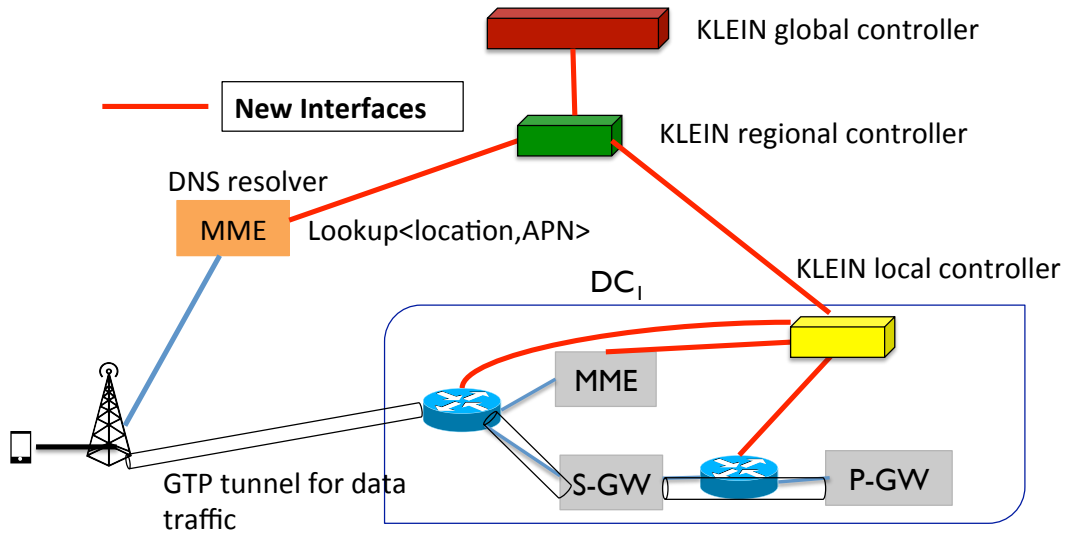 KLEIN global controller
New Interfaces
KLEIN regional controller
DNS resolver
MME
Lookup<location,APN>
KLEIN local controller
DC₁
MME
GTP tunnel for data
traffic
S-GW
P-GW